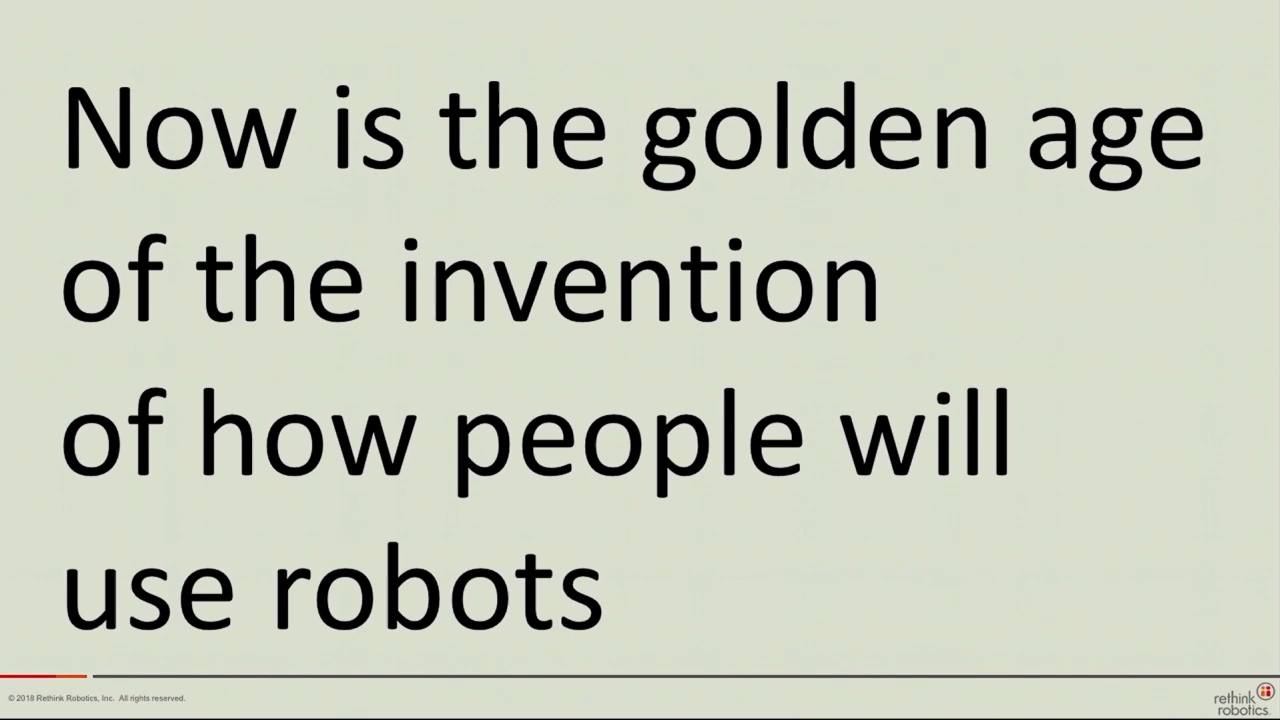 Now is the golden age
of the invention
of how people will
use robots
© 2018 Rethink Robotics, Inc.  All rights reserved.
rethink
robotics.